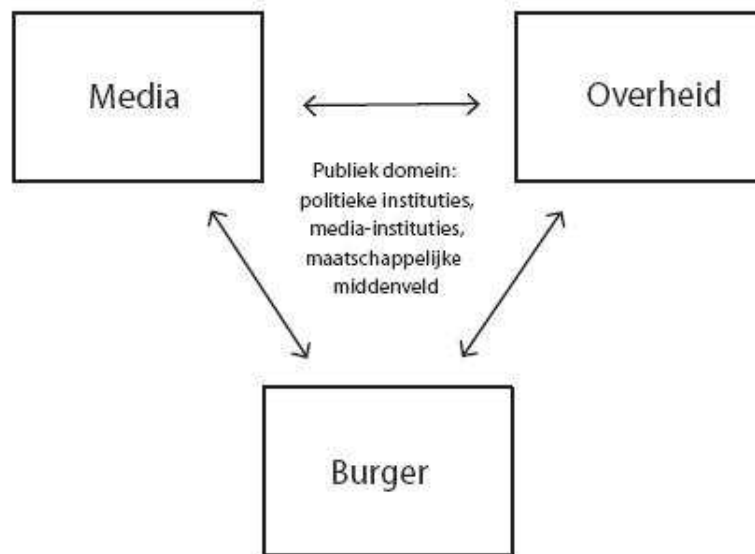 Media
Overheid
Publiek domein:
politieke instituties,
media-instituties,
maatschappelijke
middenveld
Burger